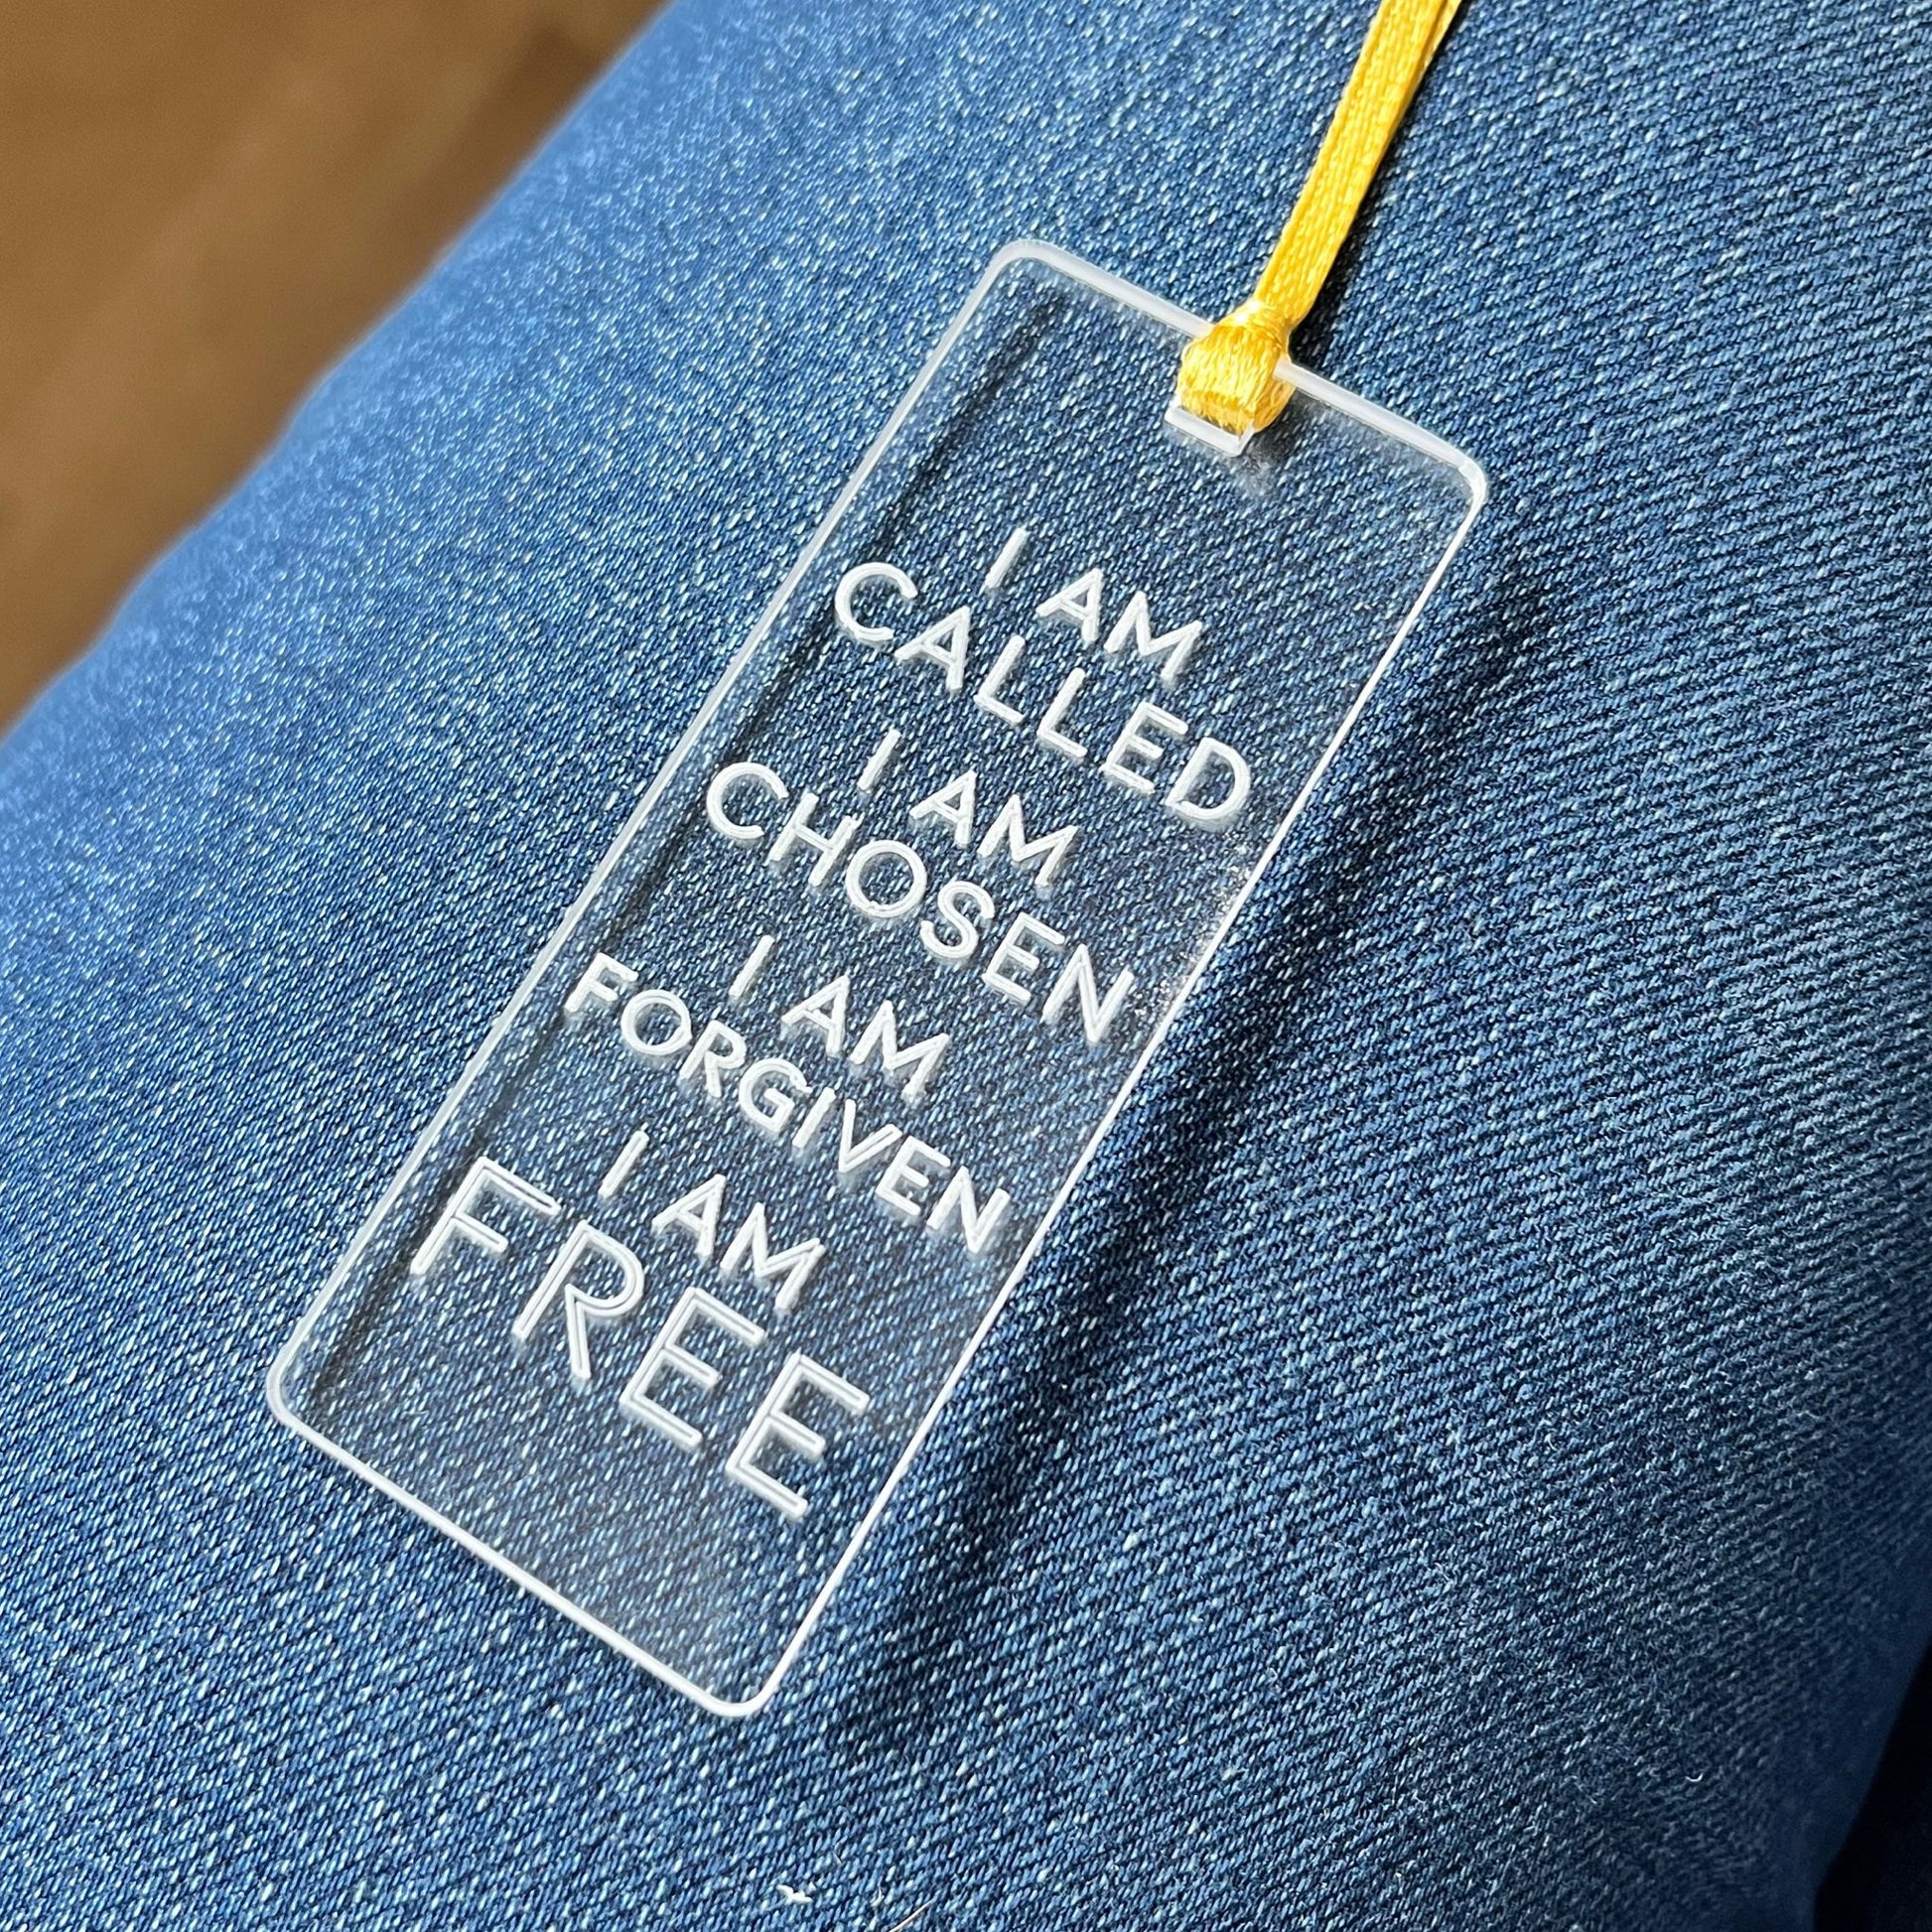 I AM
CALLED
I AM
CHOSEN
I AM
FORGIVEN
I AM
FREE